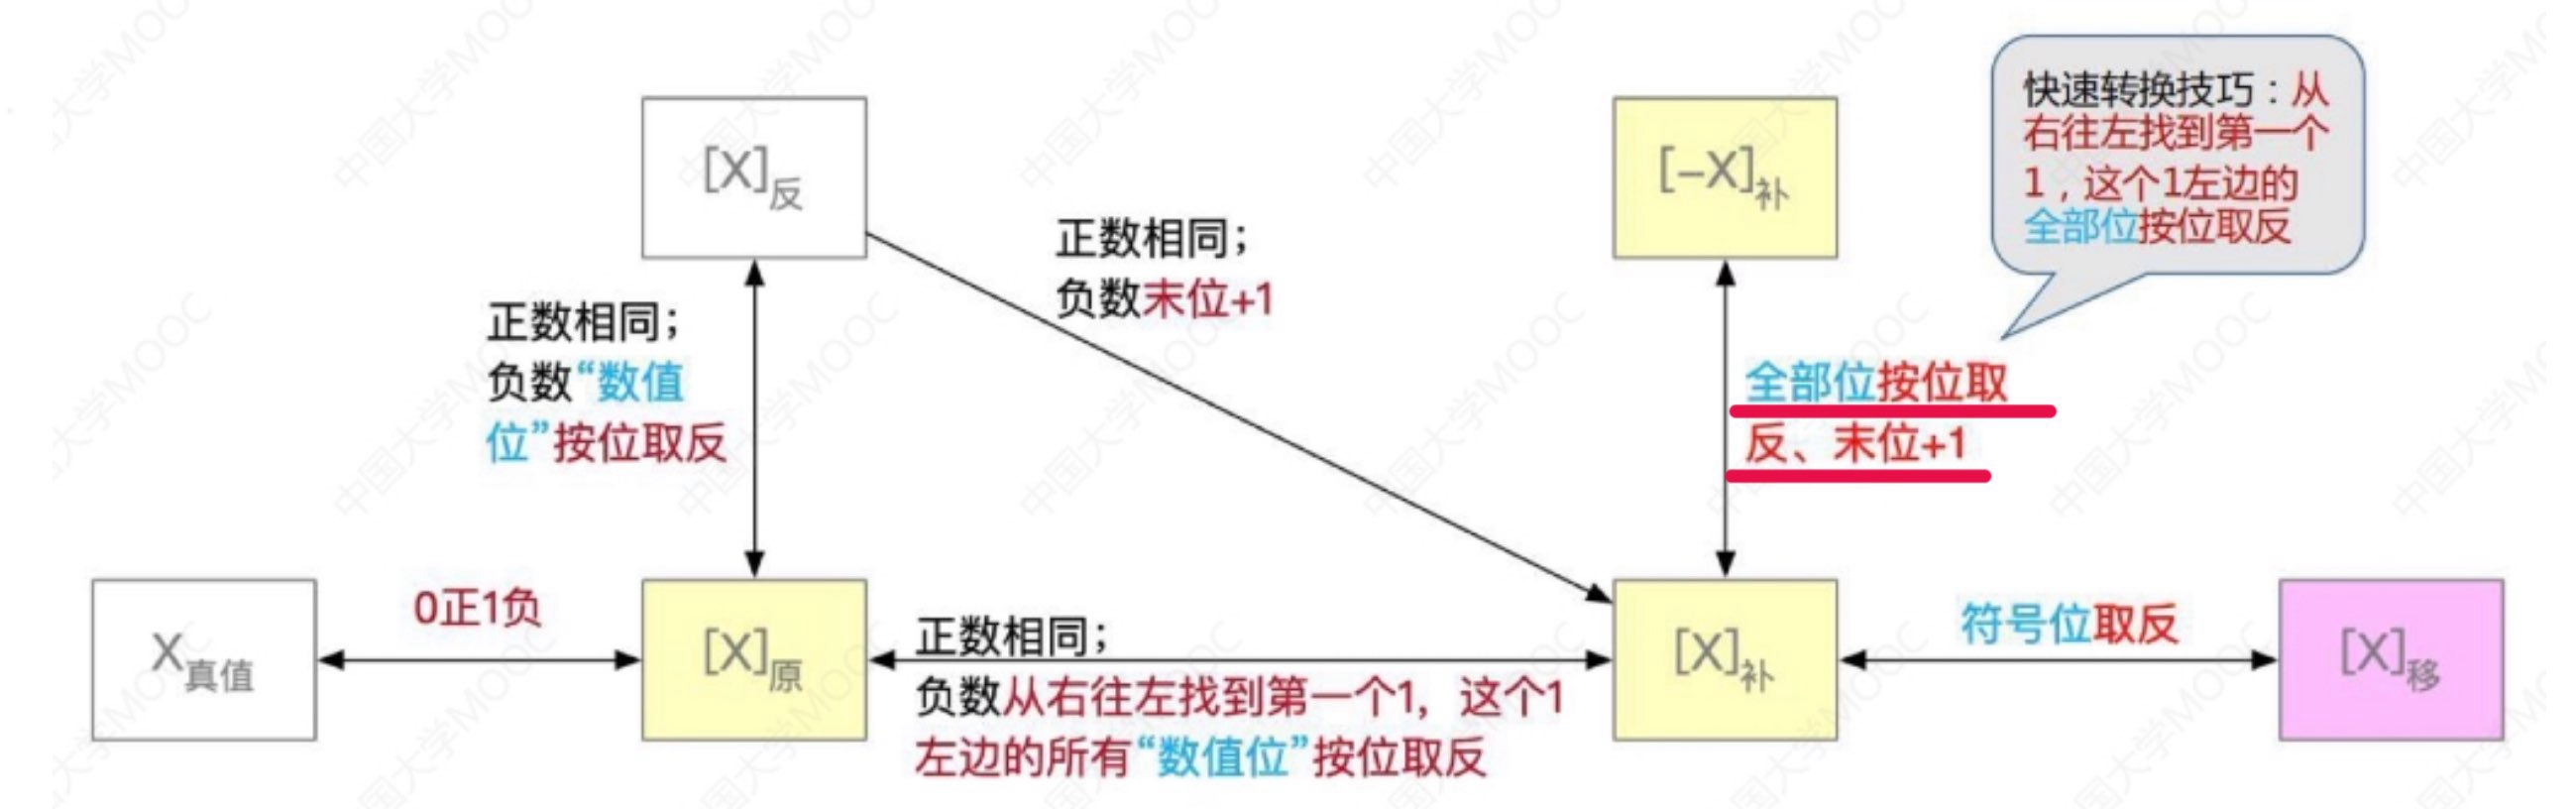 快速转换技巧：从
右往左找到第一个
1，这个1左边的
全部位按位取反
[X]反
[-X]补
正数相同；
负数末位+1
正数相同；
负数“数值
位”按位取反
全部位按位取
反、末位+1
X真值
0正1负
[X]原
正数相同；
负数从右往左找到第一个1，这个1
左边的所有“数值位”按位取反
[X]补
符号位取反
[X]移
中国大学MOOC